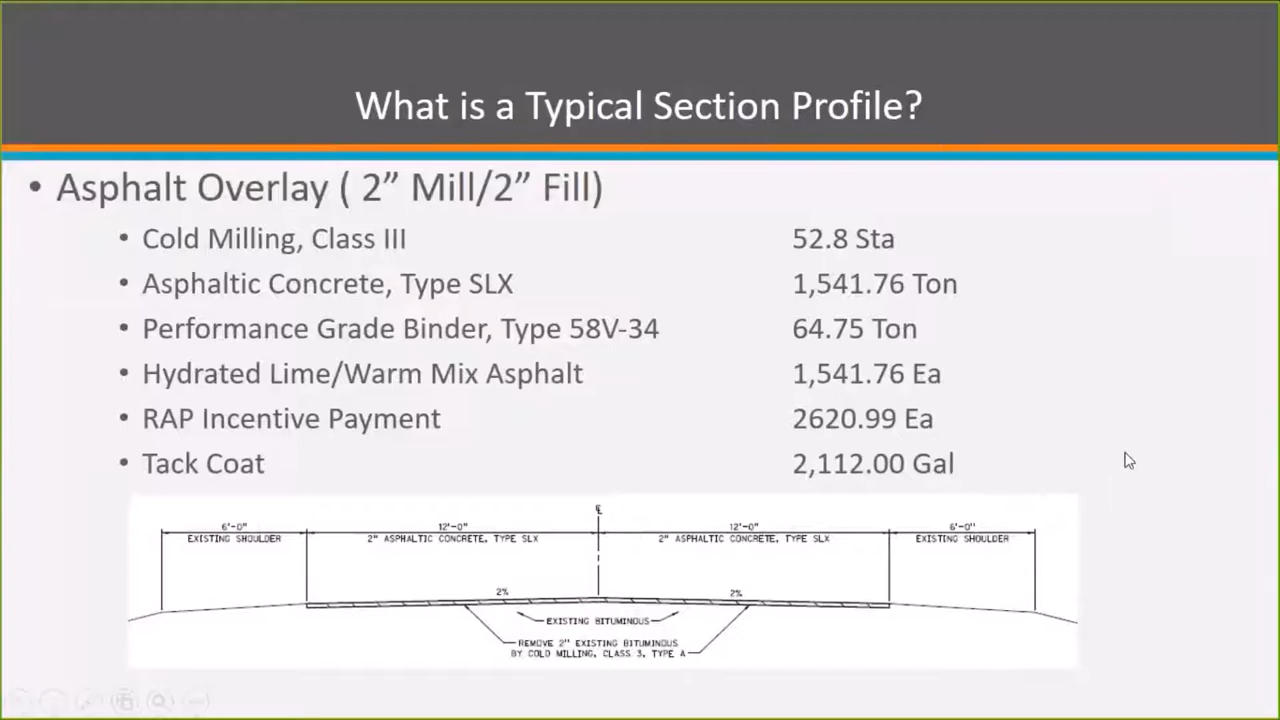 What is a Typical Section Profile?
• Asphalt Overlay ( 2” Mill/2” Fill)
• Cold Milling, Class III 52.8 Sta
• Asphaltic Concrete, Type SLX 1,541.76 Ton
• Performance Grade Binder, Type 58V-34 64.75 Ton
• Hydrated Lime/Warm Mix Asphalt 1,541.76 Ea
• RAP Incentive Payment 2620.99 Ea
• Tack Coat 2,112.00 Gal
℄
6'-0" 12'-0" 12'-0" 6'-0"
EXISTING SHOULDER 2" ASPHALTIC CONCRETE, TYPE SLX 2" ASPHALTIC CONCRETE, TYPE SLX EXISTING SHOULDER
2% 2%
EXISTING BITUMINOUS
REMOVE 2" EXISTING BITUMINOUS
BY COLD MILLING, CLASS 3, TYPE A